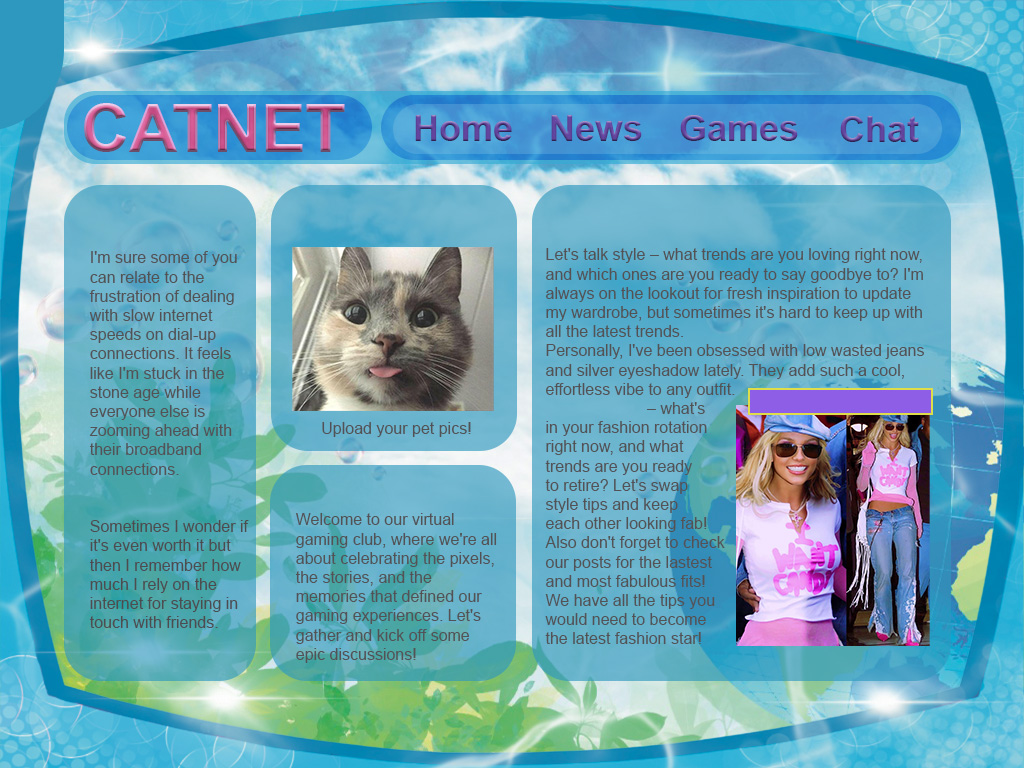 CATNET
Home News Games Chat
I'm sure some of you
can relate to the
frustration of dealing
with slow internet
speeds on dial-up
connections. It feels
like I'm stuck in the
stone age while
everyone else is
zooming ahead with
their broadband
connections.
Sometimes I wonder if
it's even worth it but
then I remember how
much I rely on the
internet for staying in
touch with friends.
Upload your pet pics!
Welcome to our virtual
gaming club, where we're all
about celebrating the pixels,
the stories, and the
memories that defined our
gaming experiences. Let's
gather and kick off some
epic discussions!
Let's talk style – what trends are you loving right now,
and which ones are you ready to say goodbye to? I'm
always on the lookout for fresh inspiration to update
my wardrobe, but sometimes it's hard to keep up with
all the latest trends.
Personally, I've been obsessed with low wasted jeans
and silver eyeshadow lately. They add such a cool,
effortless vibe to any outfit.
– what's
in your fashion rotation
right now, and what
trends are you ready
to retire? Let's swap
style tips and keep
each other looking fab!
Also don't forget to check
our posts for the lastest
and most fabulous fits!
We have all the tips you
would need to become
the latest fashion star!
I
WANT
CANDY
I
WANT
CANDY